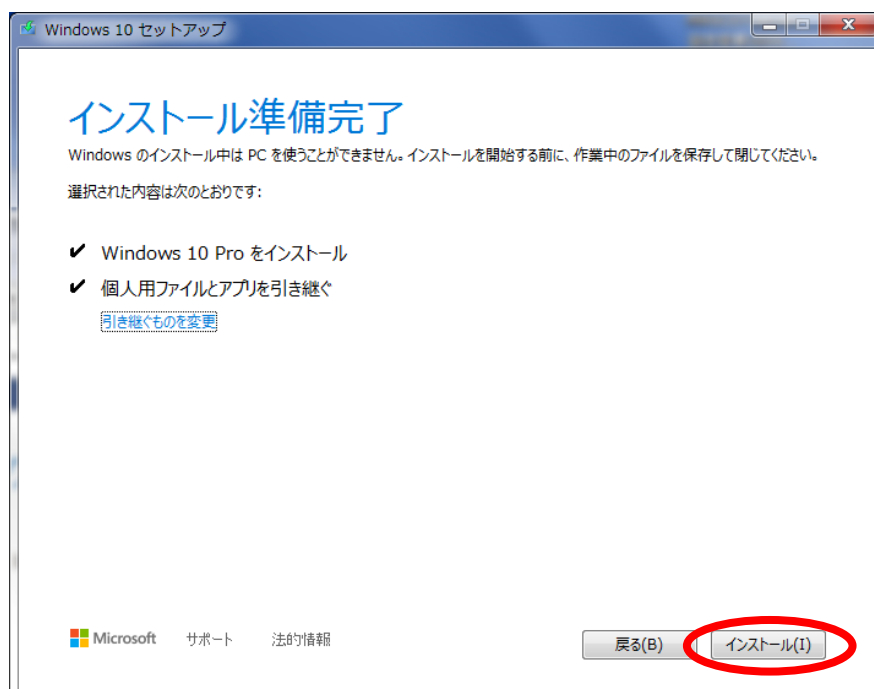 Windows 10 セットアップ
インストール準備完了
Windows のインストール中は PC を使うことができません。インストールを開始する前に、作業中のファイルを保存して閉じてください。
選択された内容は次のとおりです:
✔ Windows 10 Pro をインストール
✔ 個人用ファイルとアプリを引き継ぐ
引き継ぐものを変更
Microsoft サポート 法的情報 戻る(B) インストール(I)